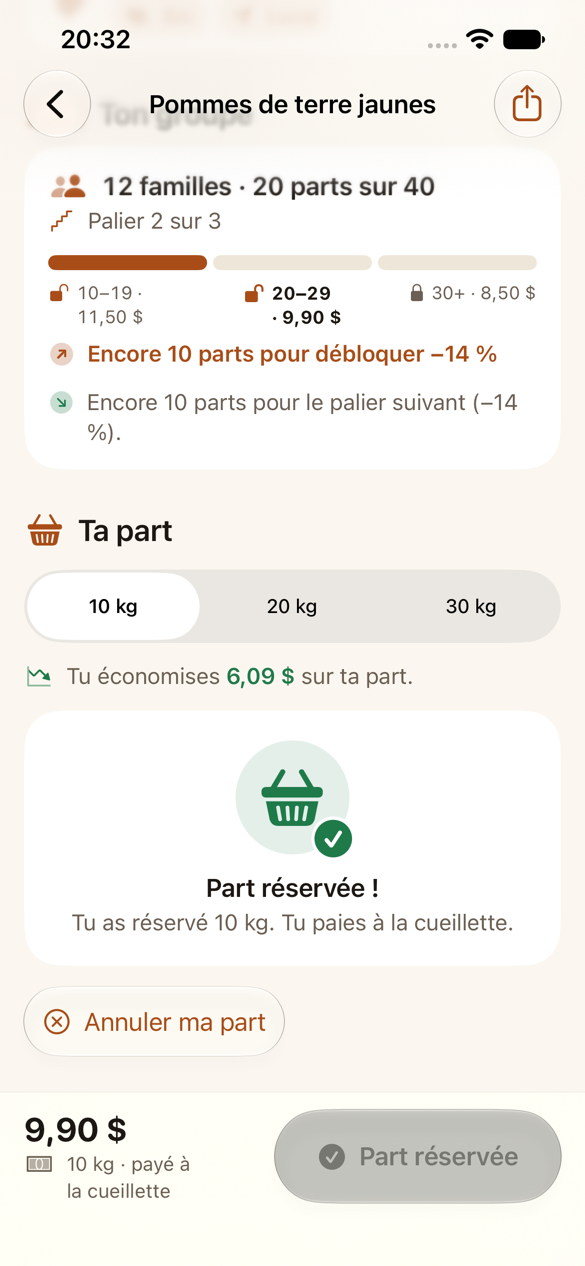 20:32
Pommes de terre jaunes
Ton groupe
12 familles · 20 parts sur 40
Palier 2 sur 3
10–19 ·
11,50 $
20–29
· 9,90 $
30+ · 8,50 $
Encore 10 parts pour débloquer −14 %
Encore 10 parts pour le palier suivant (−14
%).
Ta part
10 kg
20 kg
30 kg
Tu économises 6,09 $ sur ta part.
Part réservée !
Tu as réservé 10 kg. Tu paies à la cueillette.
Annuler ma part
9,90 $
10 kg · payé à
la cueillette
Part réservée